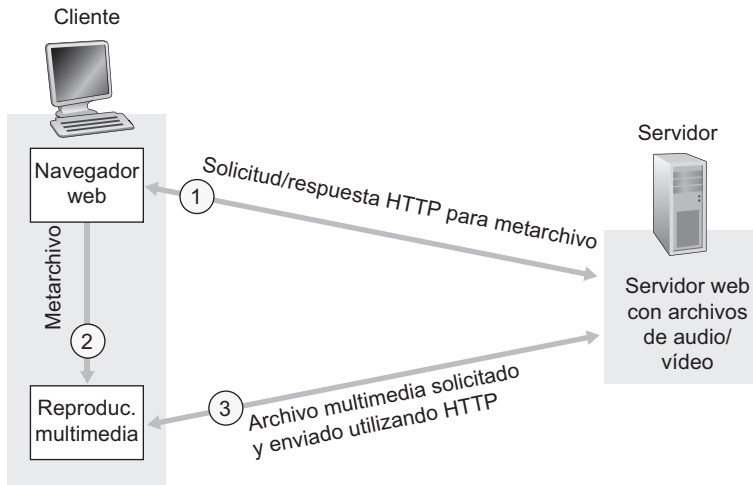 Cliente
Navegador
web
1
Solicitud/respuesta HTTP para metarchivo
Servidor
Servidor web
con archivos
de audio/
vídeo
Metarchivo
2
3
Archivo multimedia solicitado
y enviado utilizando HTTP
Reproduc.
multimedia